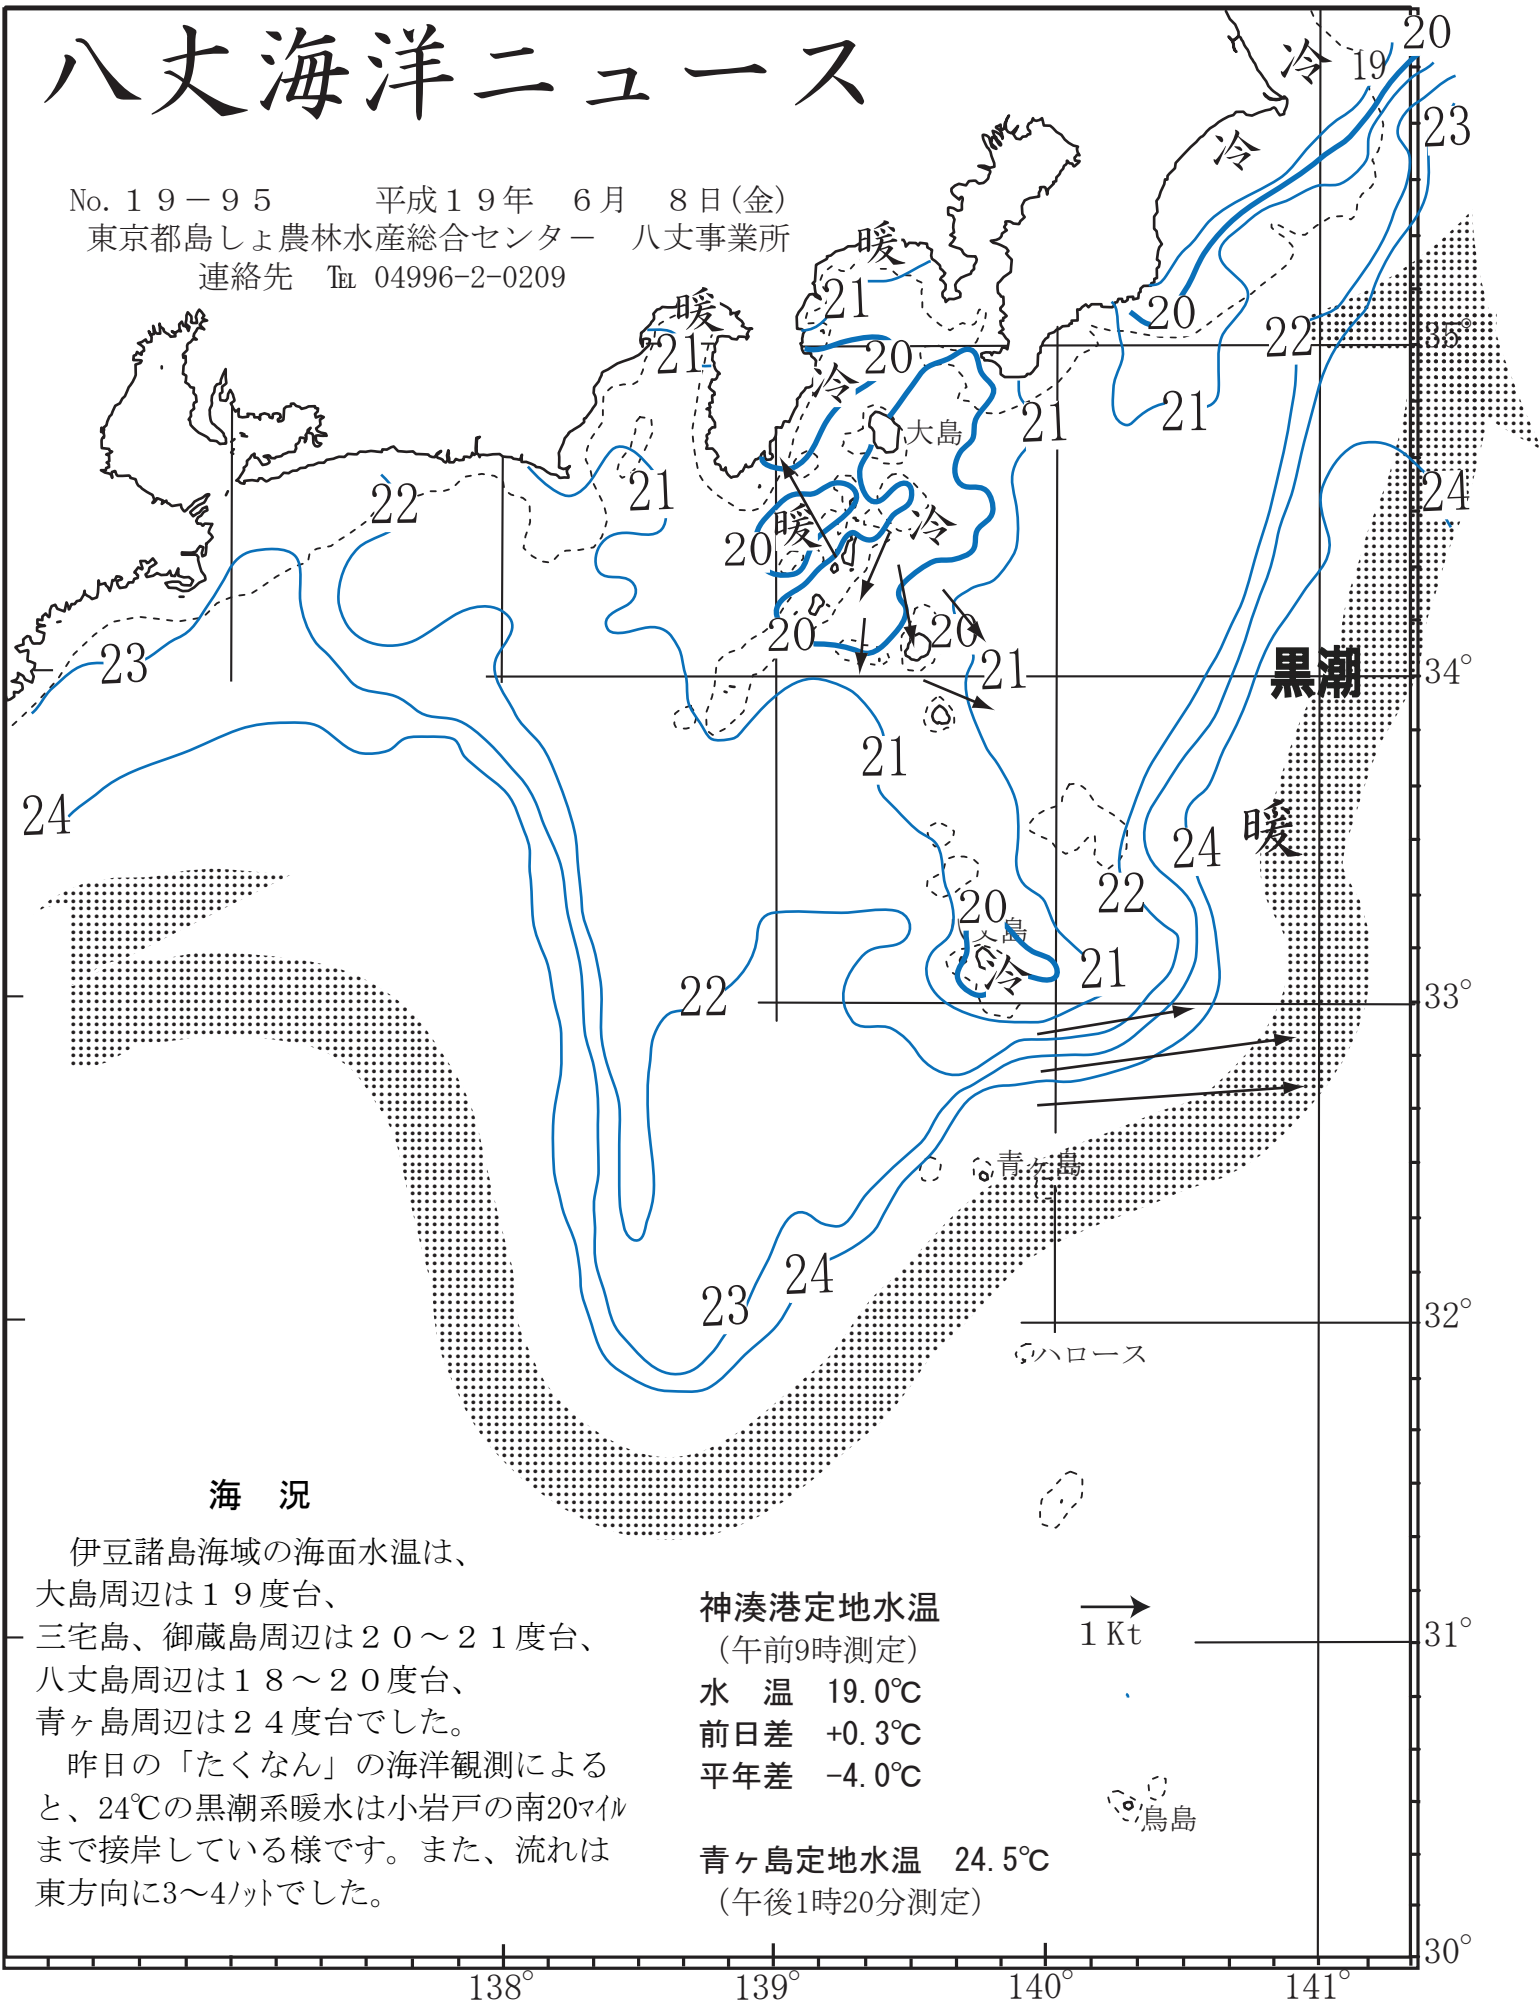 八丈海洋ニュース
No. 19－95　平成19年　6月　8日(金)
東京都島しょ農林水産総合センター　八丈事業所
連絡先　℡ 04996-2-0209
冷
19
20
冷
23
暖
21
20
22
35°
暖
21
20
冷
21
21
大島
22
21
24
20
暖
冷
20
20
23
21
黒潮
34°
21
24
暖
24
22
20
丈島
冷
21
22
33°
青ヶ島
24
23
32°
ハロース
海　況
伊豆諸島海域の海面水温は、
大島周辺は19度台、
三宅島、御蔵島周辺は20～21度台、
八丈島周辺は18～20度台、
青ヶ島周辺は24度台でした。
昨日の「たくなん」の海洋観測による
と、24℃の黒潮系暖水は小岩戸の南20マイル
まで接岸している様です。また、流れは
東方向に3～4ノットでした。
神湊港定地水温
（午前9時測定）
水　温　19.0℃
前日差　+0.3℃
平年差　-4.0℃
青ヶ島定地水温　24.5℃
（午後1時20分測定）
1 Kt
31°
鳥島
30°
138°
139°
140°
141°